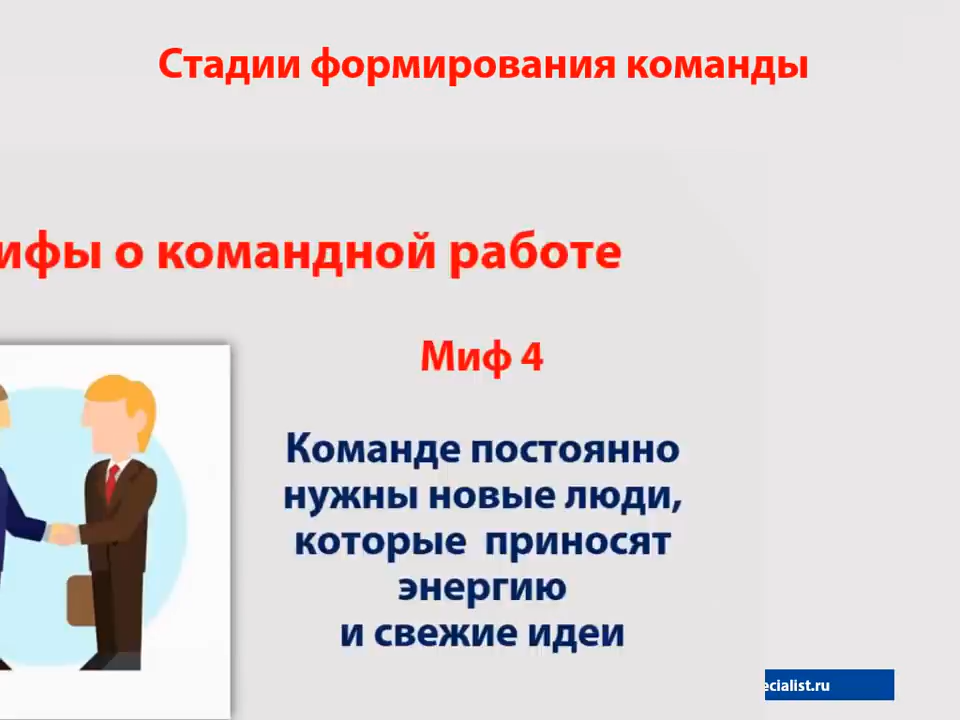 Стадии формирования команды
ифы о командной работе
Миф 4
Команде постоянно
нужны новые люди,
которые приносят
энергию
и свежие идеи
ecialist.ru